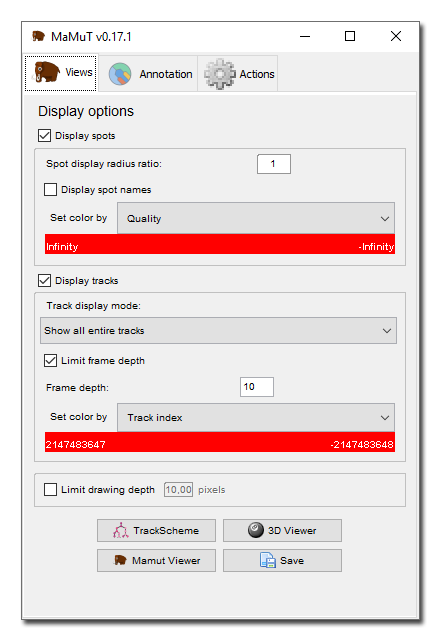 MaMuT v0.17.1
Views Annotation Actions
Display options
Display spots
Spot display radius ratio: 1
Display spot names
Set color by Quality
Infinity -Infinity
Display tracks
Track display mode:
Show all entire tracks
Limit frame depth
Frame depth: 10
Set color by Track index
2147483647 -2147483648
Limit drawing depth 10,00 pixels
TrackScheme 3D Viewer
Mamut Viewer Save